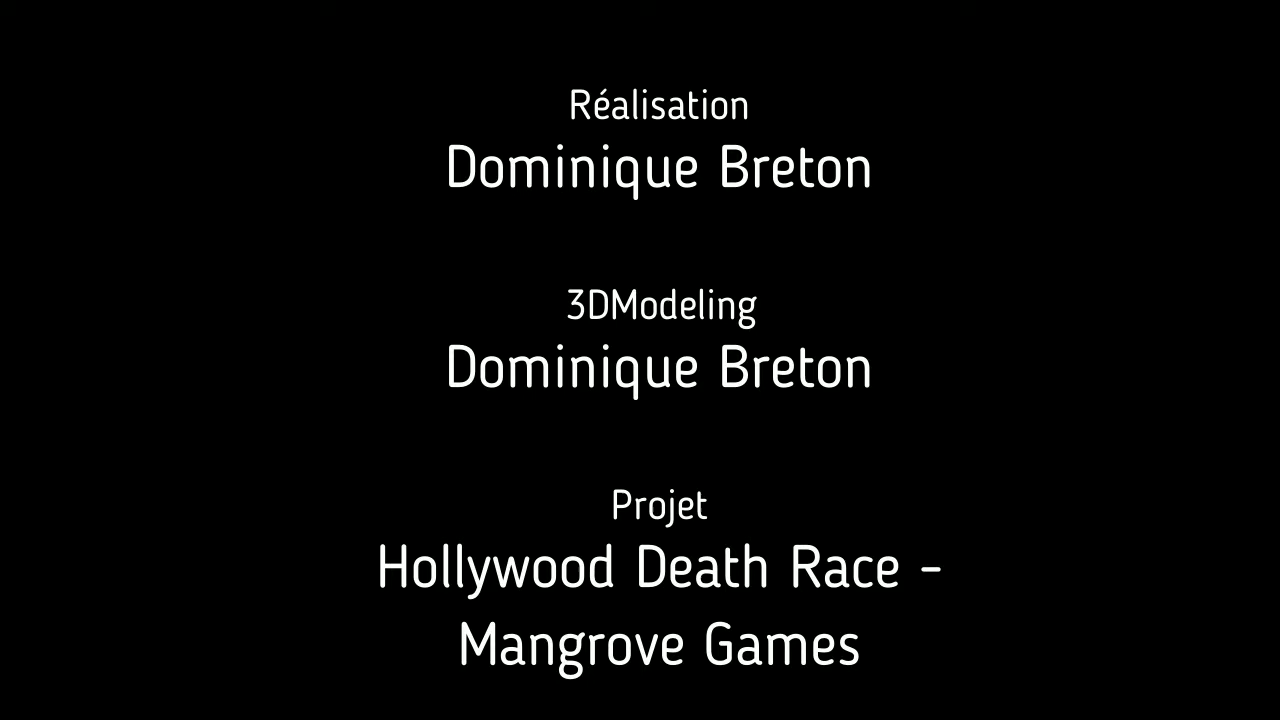 Réalisation
Dominique Breton
3DModeling
Dominique Breton
Projet
Hollywood Death Race -
Mangrove Games